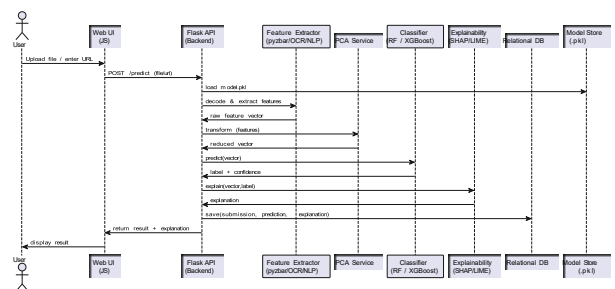 User
Web UI
(JS)
Flask API
(Backend)
Feature Extractor
(pyzbar/OCR/NLP)
PCA Service
Classifier
(RF / XGBoost)
Explainability
SHAP/LIME)
Relational DB
Model Store
(.pkl)
Upload file / enter URL
POST /predict (file/url)
load model.pkl
decode & extract features
raw feature vector
transform (features)
reduced vector
predict(vector)
label + confidence
explain(vector,label)
explanation
save(submission, prediction, explanation)
return result + explanation
display result
User
Web UI
(JS)
Flask API
(Backend)
Feature Extractor
(pyzbar/OCR/NLP)
PCA Service
Classifier
(RF / XGBoost)
Explainability
(SHAP/LIME)
Relational DB
Model Store
(.pkl)